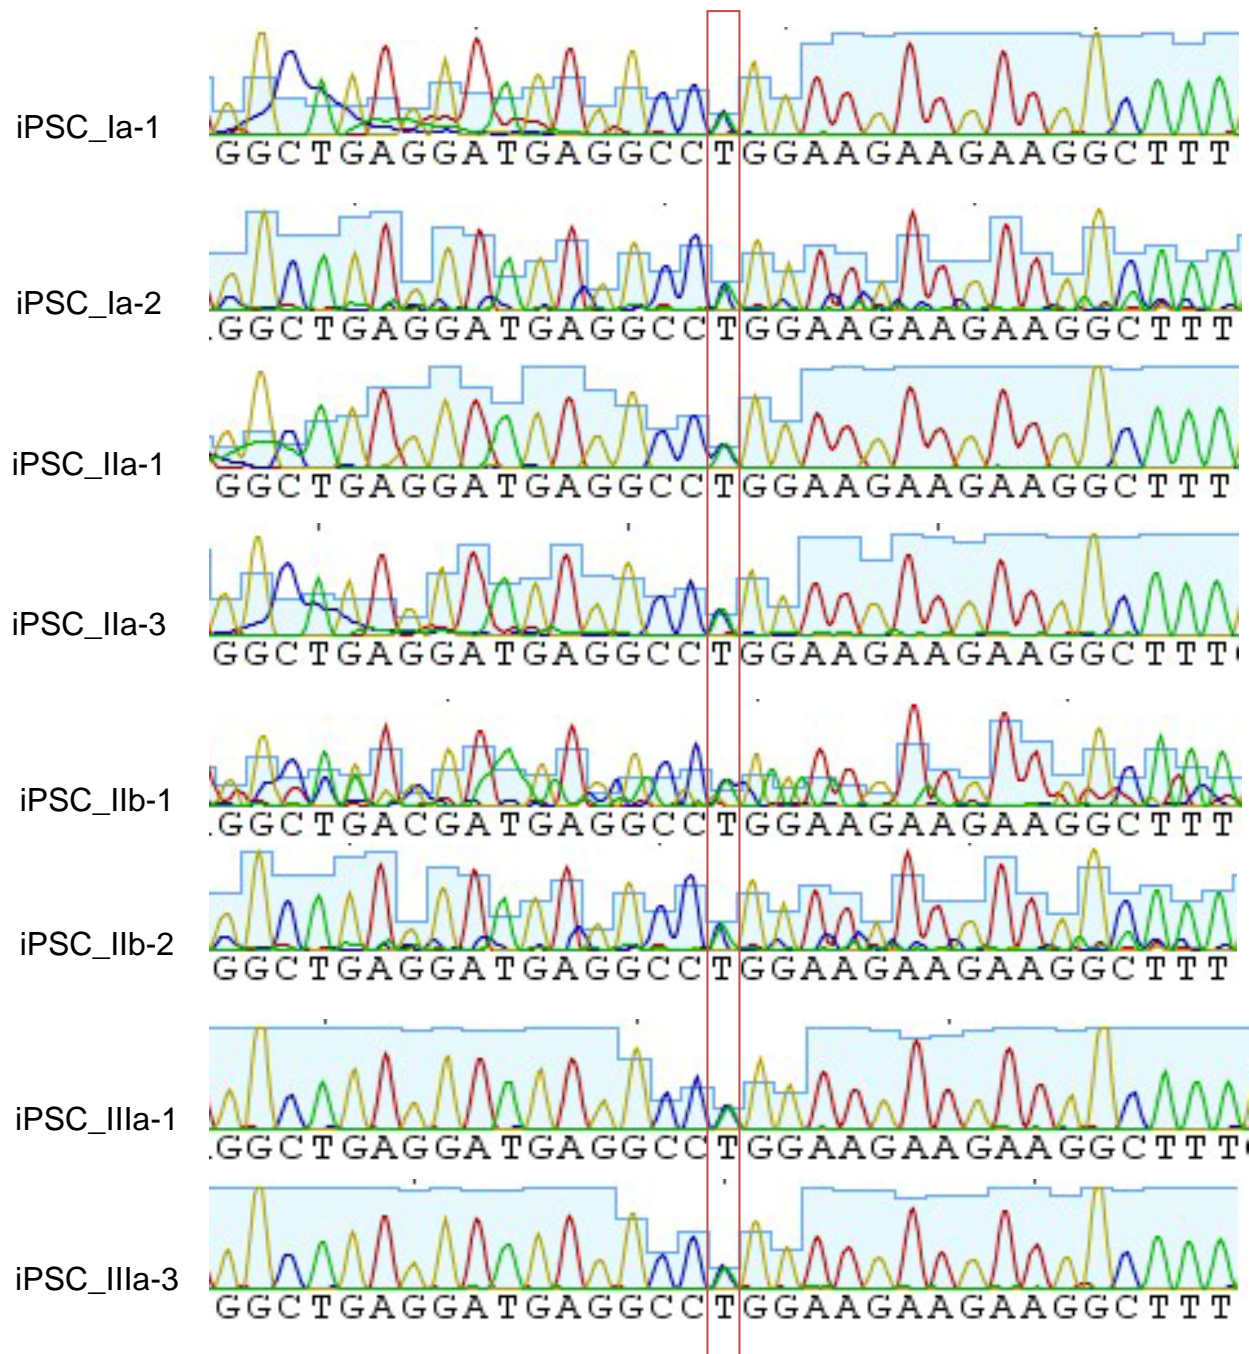 iPSC_Ia-1
GGCTGAGGATGAGGCCTGGAAGAAGAAGGCTTT
iPSC_Ia-2
.GGCTGAGGATGAGGCCTGGAAGAAGAAGGCTTT
iPSC_IIa-1
GGCTGAGGATGAGGCCTGGAAGAAGAAGGCTTT
iPSC_IIa-3
GGCTGAGGATGAGGCCTGGAAGAAGAAGGCTTT
iPSC_IIb-1
.GGCTGACGATGAGGCCTGGAAGAAGAAGGCTTT
iPSC_IIb-2
GGCTGAGGATGAGGCCTGGAAGAAGAAGGCTTT
iPSC_IIIa-1
.GGCTGAGGATGAGGCCTGGAAGAAGAAGGCTTT
iPSC_IIIa-3
GGCTGAGGATGAGGCCTGGAAGAAGAAGGCTTT